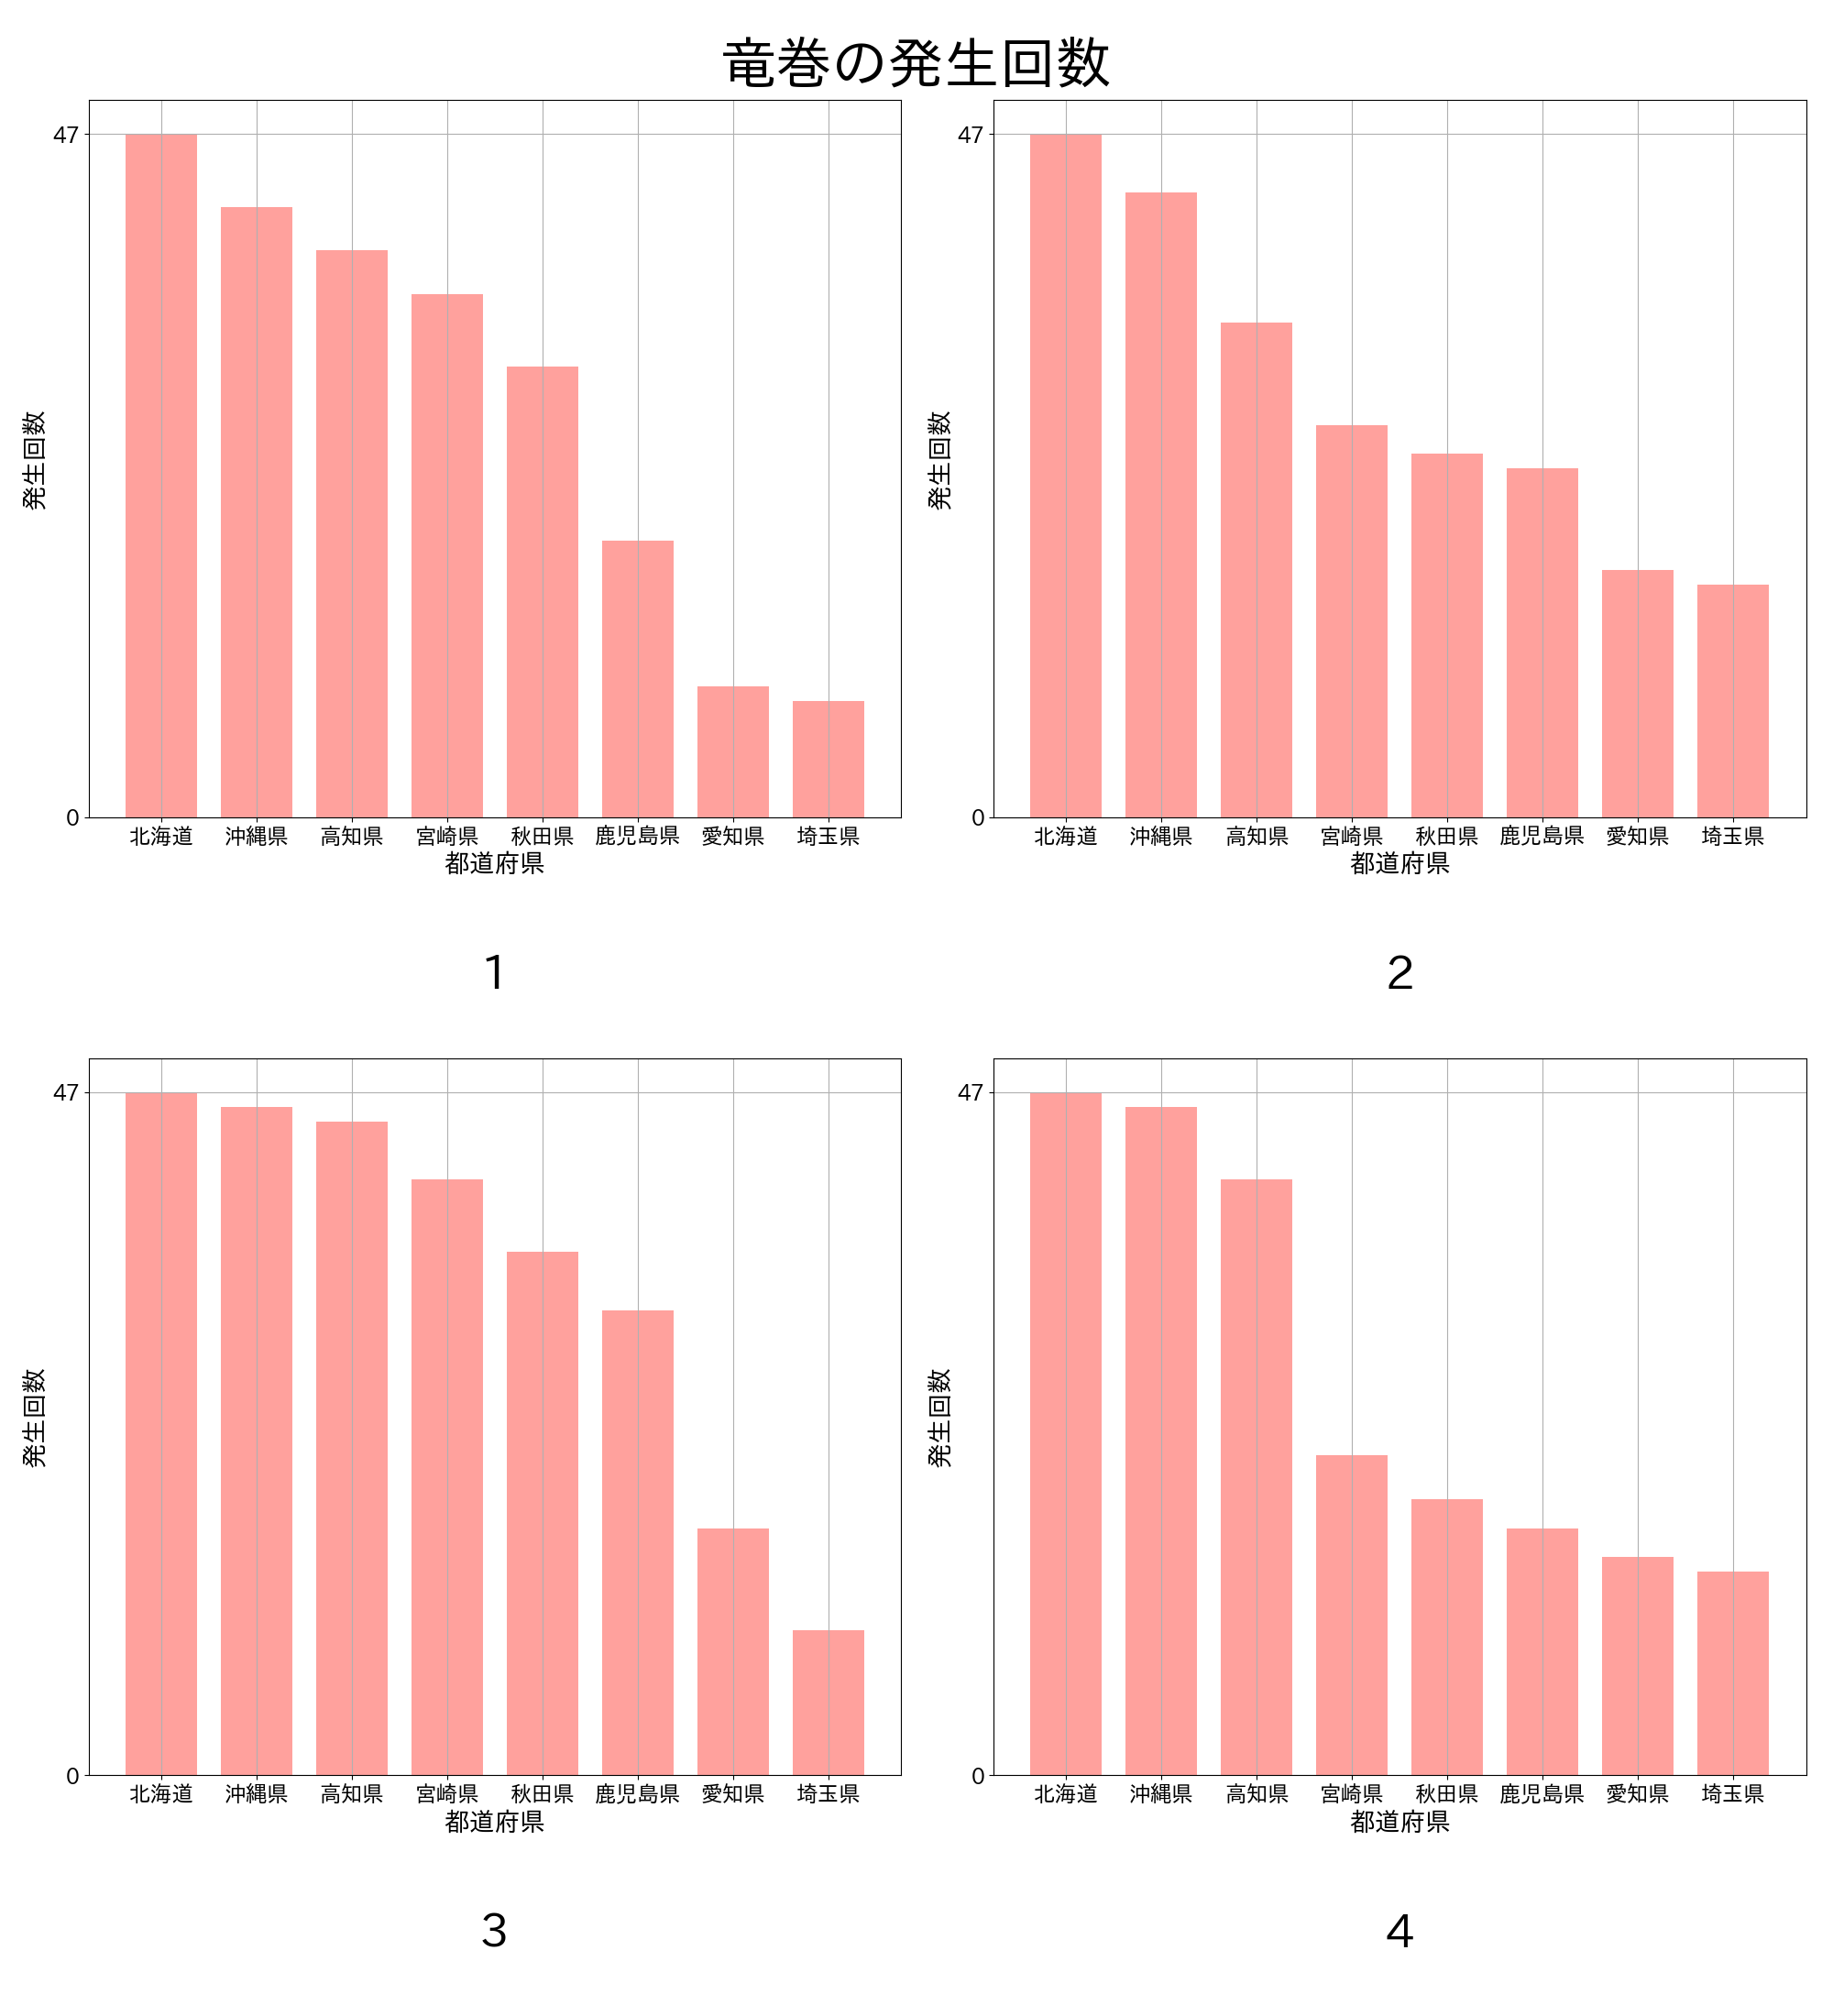 竜巻の発生回数
47
0
発生回数
北海道 沖縄県 高知県 宮崎県 秋田県 鹿児島県 愛知県 埼玉県
都道府県
1
47
0
発生回数
北海道 沖縄県 高知県 宮崎県 秋田県 鹿児島県 愛知県 埼玉県
都道府県
2
47
0
発生回数
北海道 沖縄県 高知県 宮崎県 秋田県 鹿児島県 愛知県 埼玉県
都道府県
3
47
0
発生回数
北海道 沖縄県 高知県 宮崎県 秋田県 鹿児島県 愛知県 埼玉県
都道府県
4